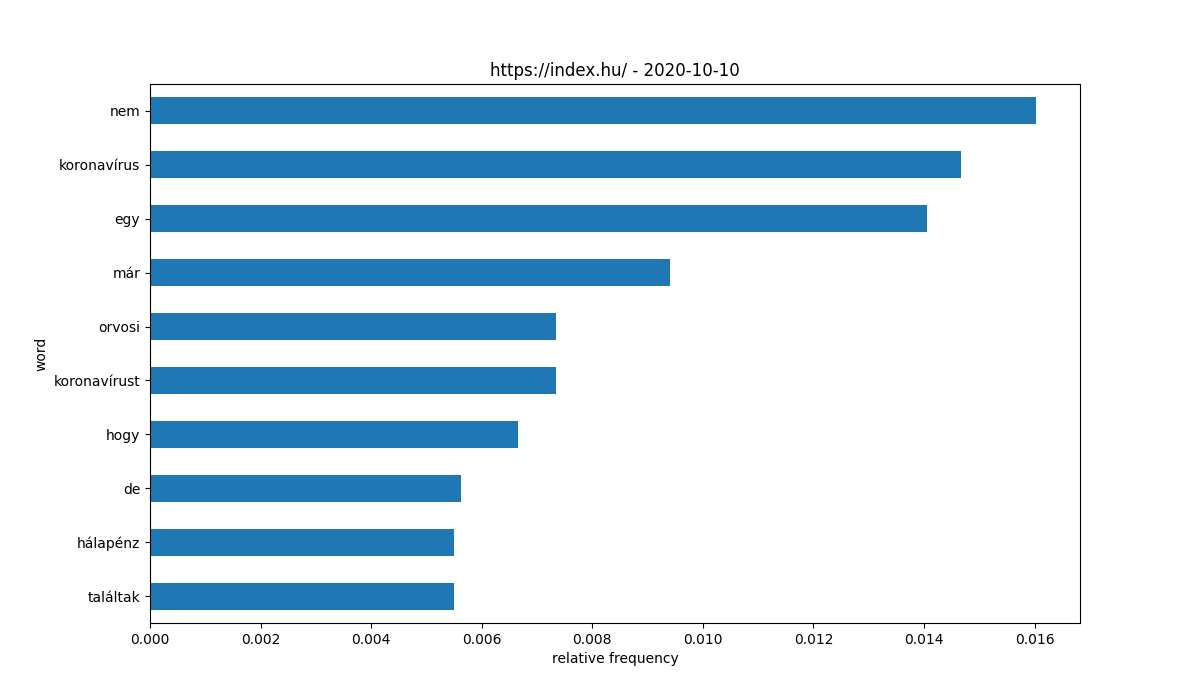 https://index.hu/ - 2020-10-10
nem
koronavírus
egy
már
orvosi
koronavírust
hogy
de
hálapénz
találtak
word
0.000 0.002 0.004 0.006 0.008 0.010 0.012 0.014 0.016
relative frequency